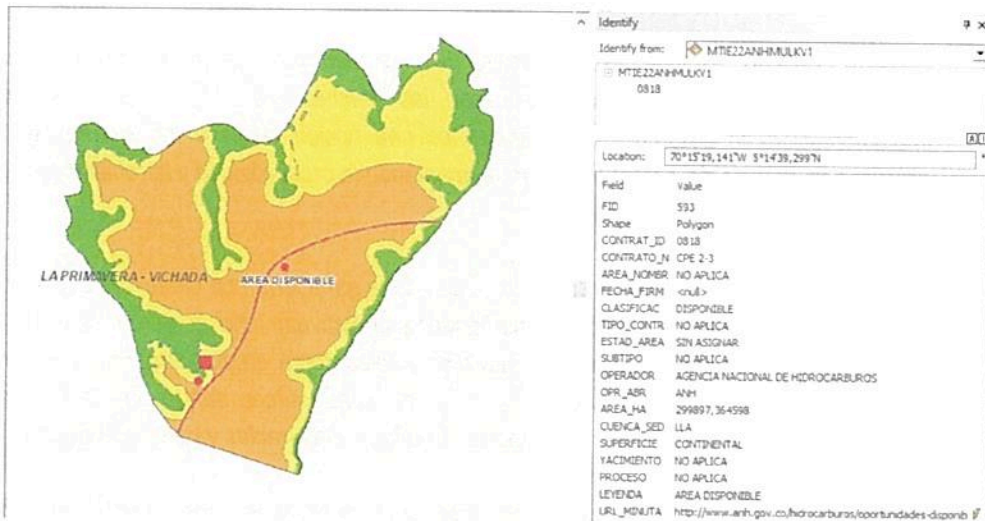 LA PRIMAVERA - VICHADA
AREA DISPONIBLE
Identify
Identify from: MTIE22ANHMULKV1
MTIE22ANHMULKV1
0818
Location: 70°15'19,141"W 5°14'39,299"N
Field Value
FID 593
Shape Polygon
CONTRAT_ID 0818
CONTRATO_N CPE 2-3
AREA_NOMBR NO APLICA
FECHA_FIRM <null>
CLASIFICAC DISPONIBLE
TIPO_CONTR NO APLICA
ESTAD_AREA SIN ASIGNAR
SUBTIPO NO APLICA
OPERADOR AGENCIA NACIONAL DE HIDROCARBUROS
OPR_ABR ANH
AREA_HA 299897,364598
CUENCA_SED LLA
SUPERFICIE CONTINENTAL
YACIMIENTO NO APLICA
PROCESO NO APLICA
LEYENDA AREA DISPONIBLE
URL_MINUTA http://www.anh.gov.co/hidrocarburos/oportunidades-disponib